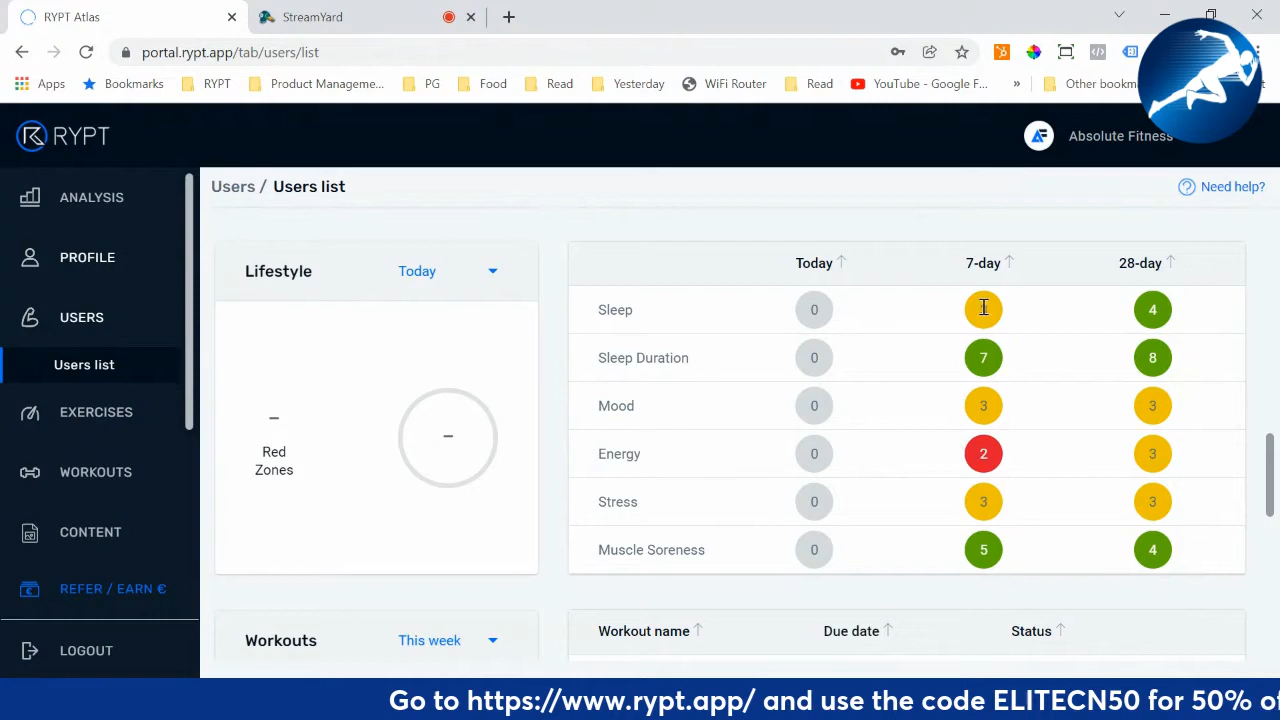 RYPT Atlas
StreamYard
portal.rypt.app/tab/users/list
Apps
Bookmarks
RYPT
Product Manageme...
PG
Food
Read
Yesterday
WiFi Router
Read
YouTube - Google F...
»
Other bookm
RYPT
Absolute Fitness
ANALYSIS
PROFILE
USERS
Users list
EXERCISES
WORKOUTS
CONTENT
REFER / EARN €
LOGOUT
Users / Users list
Need help?
Lifestyle
Today
–
Red
Zones
–
Today 7-day 28-day
Sleep 0 4
Sleep Duration 0 7 8
Mood 0 3 3
Energy 0 2 3
Stress 0 3 3
Muscle Soreness 0 5 4
Workouts
This week
Workout name Due date Status
Go to https://www.rypt.app/ and use the code ELITECN50 for 50% of